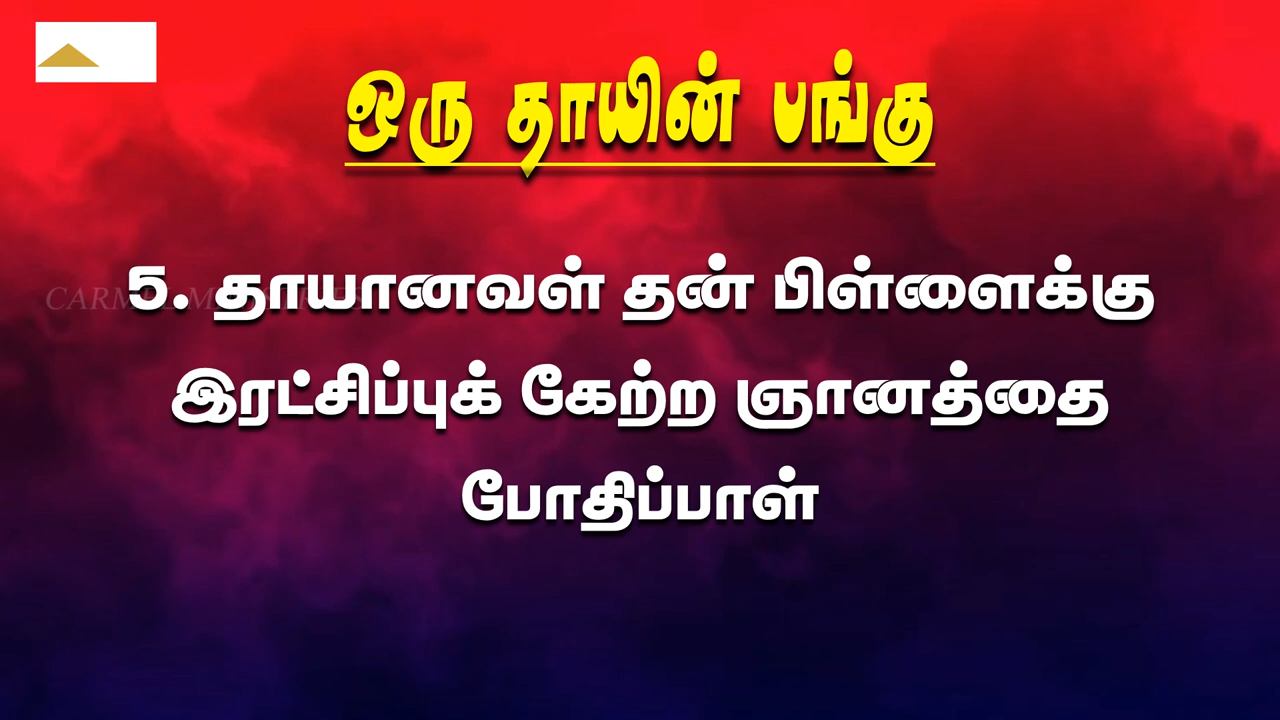 ஒரு தாயின் பங்கு
5. தாயானவள் தன் பிள்ளைக்கு
இரட்சிப்புக் கேற்ற ஞானத்தை
போதிப்பாள்